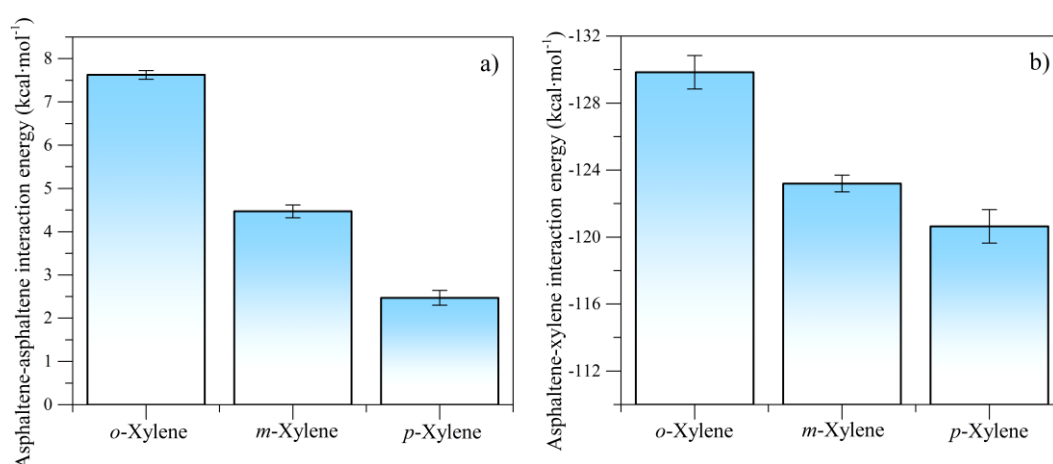 Asphaltene-asphaltene interaction energy (kcal·mol⁻¹)
8
7
6
5
4
3
2
1
0
a)
o-Xylene m-Xylene p-Xylene
Asphaltene-xylene interaction energy (kcal·mol⁻¹)
-132
-128
-124
-120
-116
-112
b)
o-Xylene m-Xylene p-Xylene